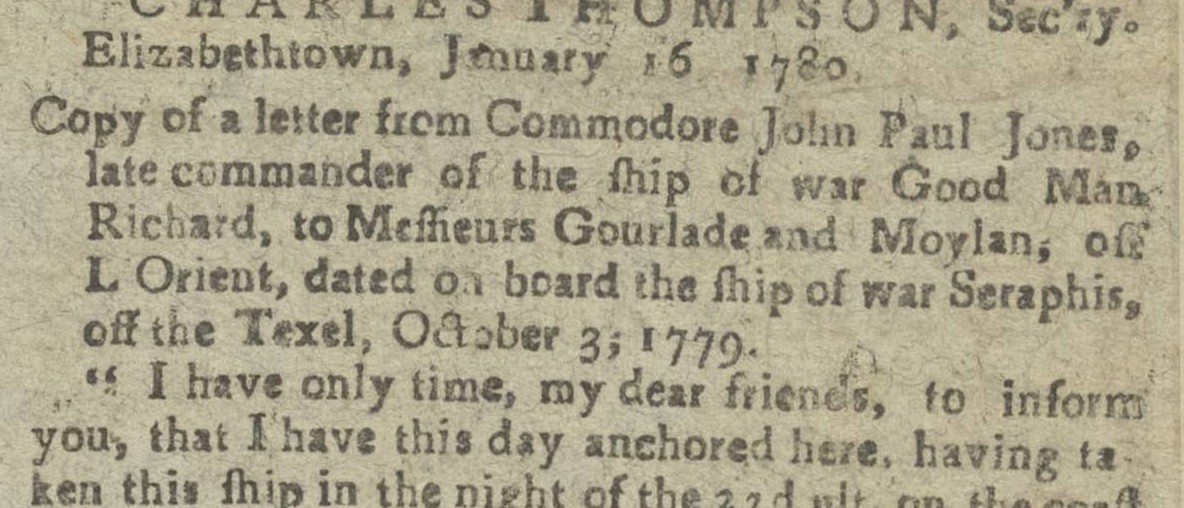 CHARLES THOMPSON, Sec'ry.
Elizabethtown, January 16 1780.
Copy of a letter from Commodore John Paul Jones,
late commander of the ſhip of war Good Man
Richard, to Meſſieurs Gourlade and Moylan, off
L'Orient, dated on board the ſhip of war Seraphis,
off the Texel, October 3, 1779.
“ I have only time, my dear friends, to inform
you, that I have this day anchored here, having ta-
ken this ſhip in the night of the 23d ult. on the coaſt